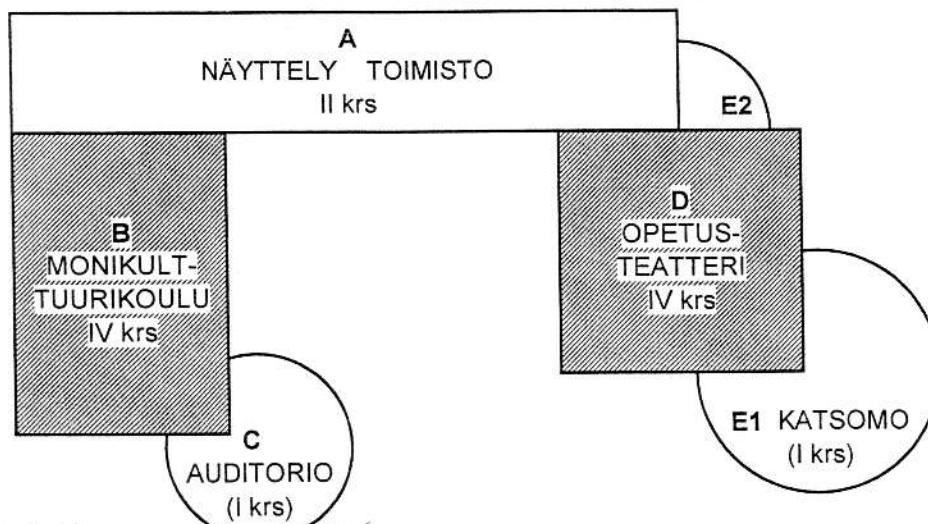 A
NÄYTTELY TOIMISTO
II krs
E2
B
MONIKULT-
TUURIKOULU
IV krs
D
OPETUS-
TEATTERI
IV krs
C
AUDITORIO
(I krs)
E1 KATSOMO
(I krs)